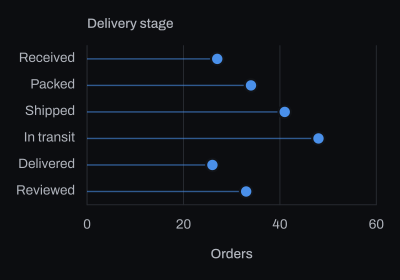 Delivery stage
Received
Packed
Shipped
In transit
Delivered
Reviewed
0 20 40 60
Orders